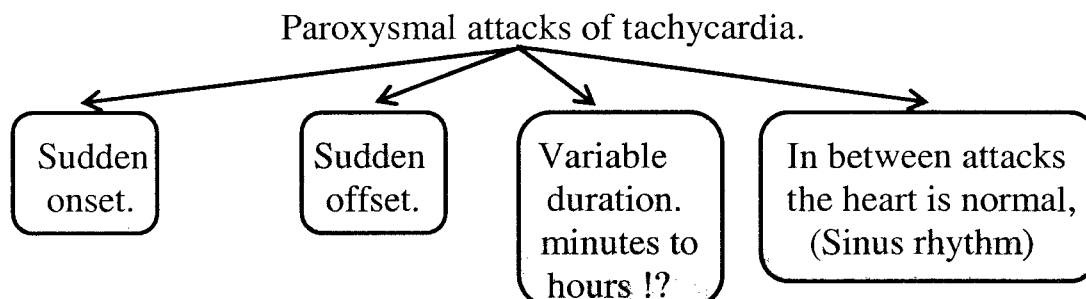 Paroxysmal attacks of tachycardia.
Sudden
onset.
Sudden
offset.
Variable
duration.
minutes to
hours !?
In between attacks
the heart is normal,
(Sinus rhythm)